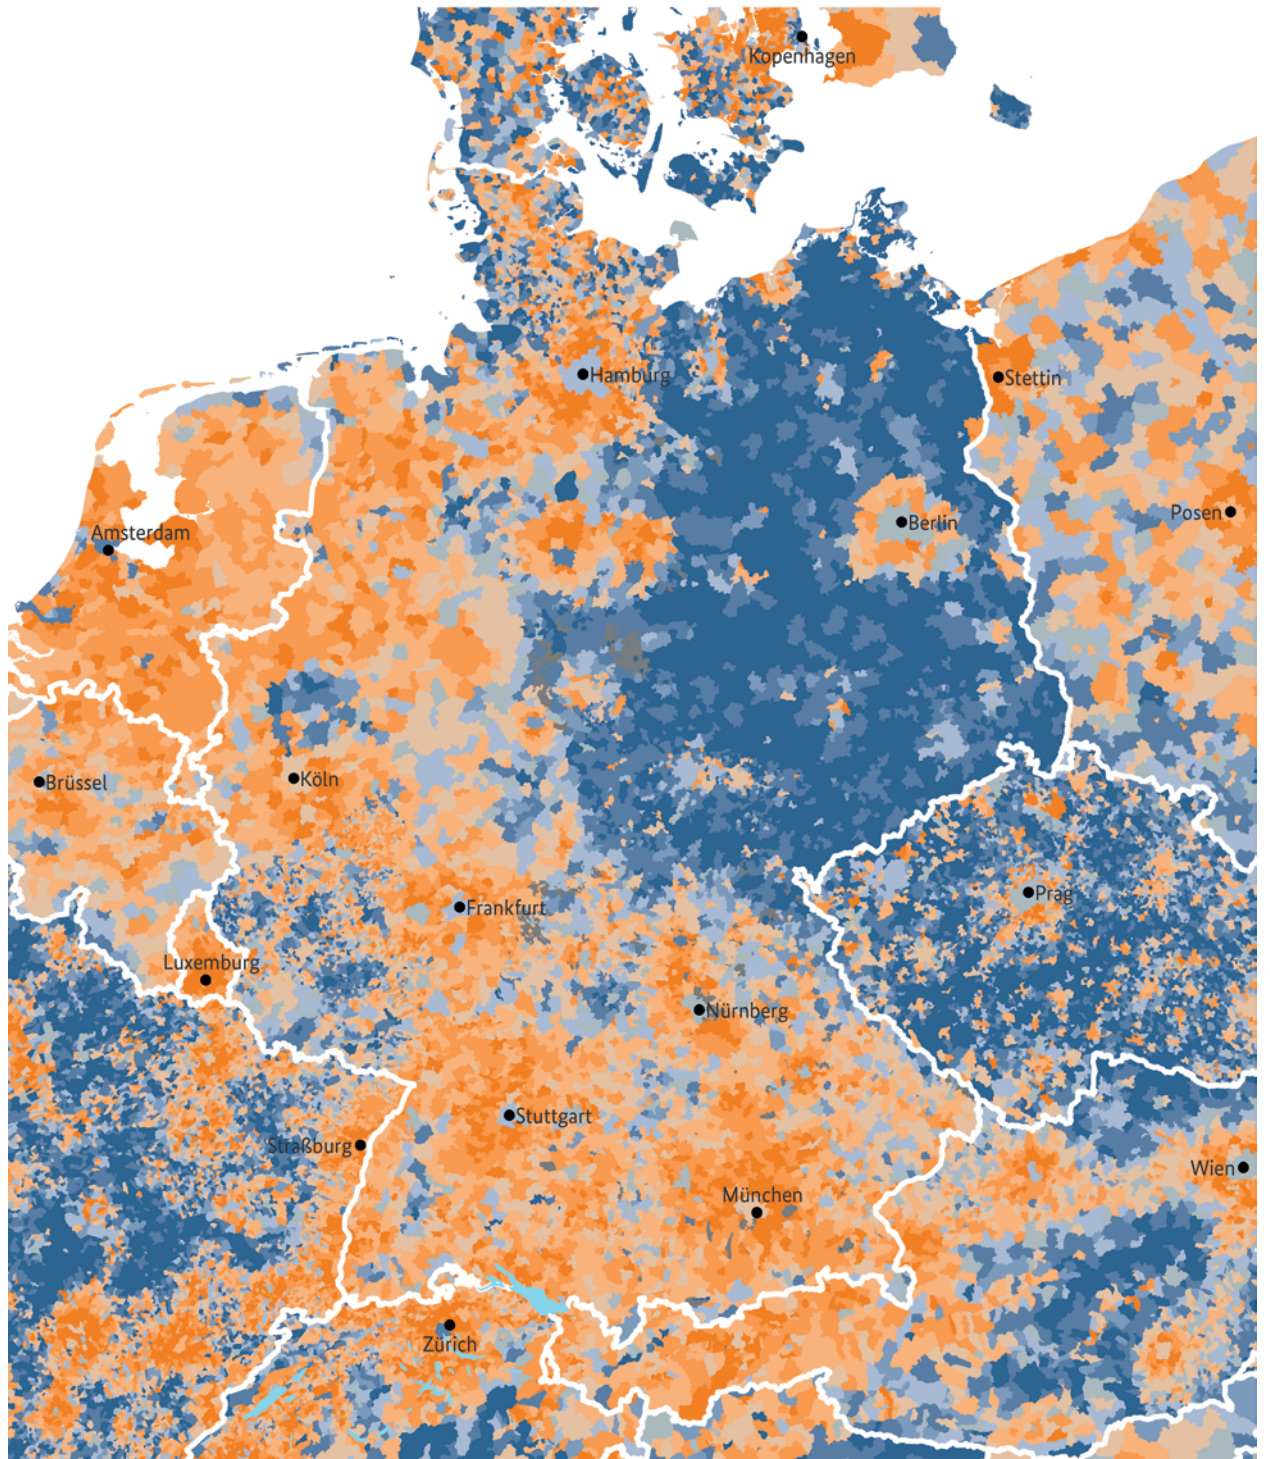 Kopenhagen
Hamburg
Stettin
Posen
Amsterdam
Berlin
Brüssel
Köln
Prag
Frankfurt
Luxemburg
Nürnberg
Stuttgart
Straßburg
Wien
München
Zürich